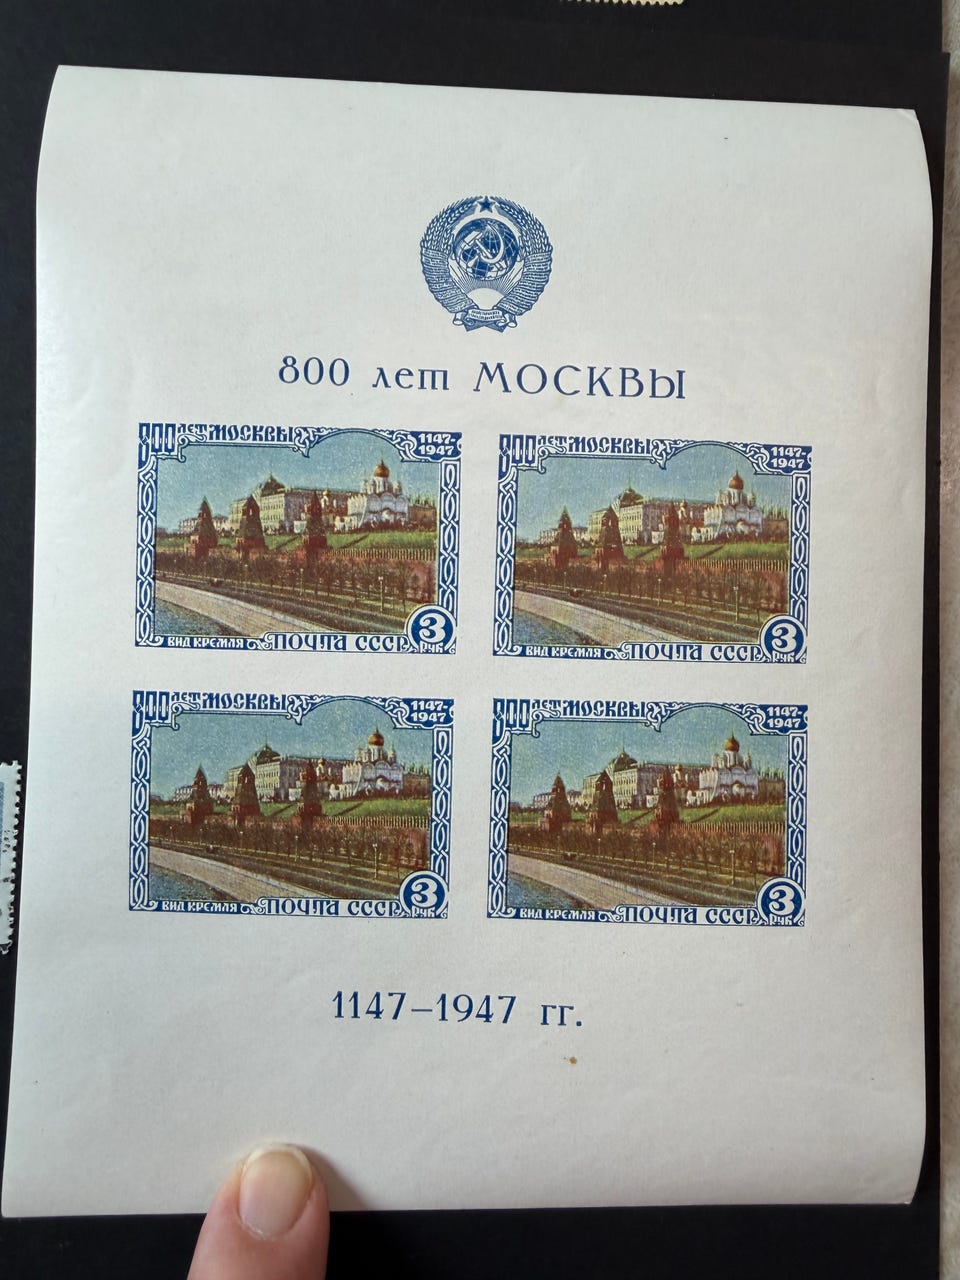 800 лет МОСКВЫ
800 ЛЕТ МОСКВЫ 1147-1947
ВИД КРЕМЛЯ ПОЧТА СССР 3 РУБ
800 ЛЕТ МОСКВЫ 1147-1947
ВИД КРЕМЛЯ ПОЧТА СССР 3 РУБ
800 ЛЕТ МОСКВЫ 1147-1947
ВИД КРЕМЛЯ ПОЧТА СССР 3 РУБ
800 ЛЕТ МОСКВЫ 1147-1947
ВИД КРЕМЛЯ ПОЧТА СССР 3 РУБ
1147–1947 гг.